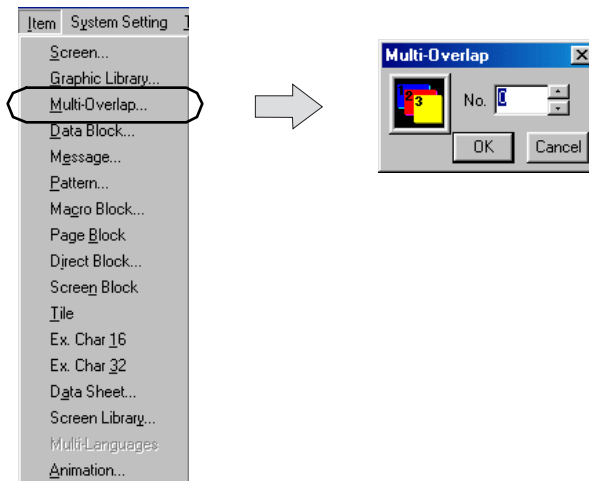 Item System Setting
Screen...
Graphic Library...
Multi-Overlap...
Data Block...
Message...
Pattern...
Macro Block...
Page Block
Direct Block...
Screen Block
Tile
Ex. Char 16
Ex. Char 32
Data Sheet...
Screen Library...
Multi-Languages
Animation...
Multi-Overlap
1 2 3
No. 0
OK Cancel